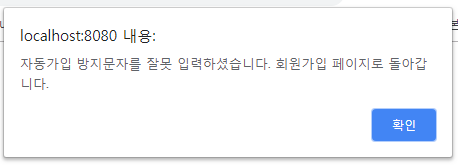 localhost:8080 내용:
자동가입 방지문자를 잘못 입력하셨습니다. 회원가입 페이지로 돌아갑
니다.
확인